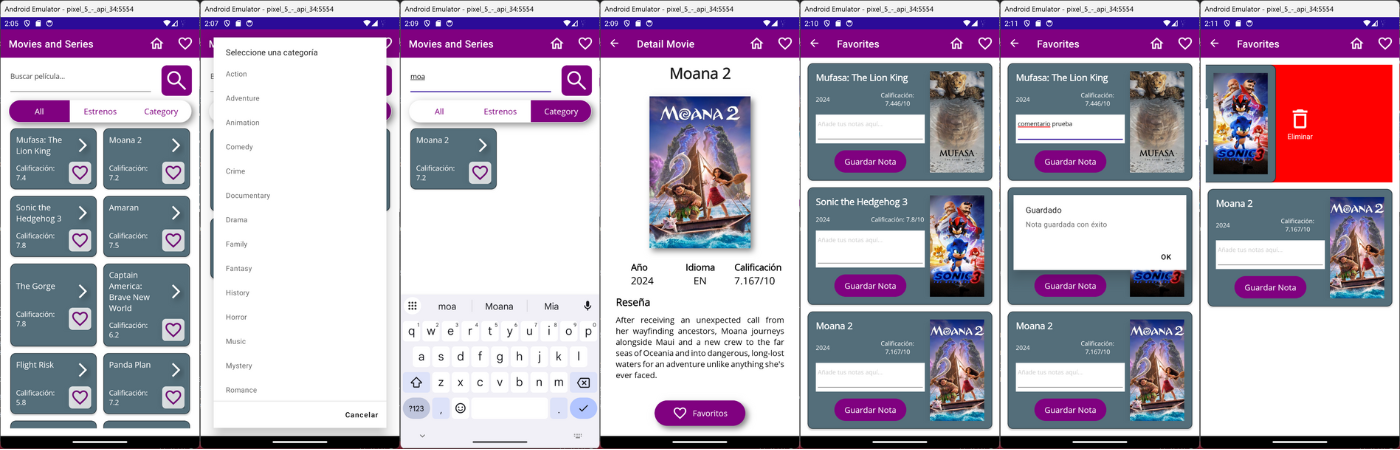 Android Emulator - pixel_5_-_api_34:5554
2:05
Movies and Series
Buscar película...
All
Estrenos
Category
Mufasa: The
Lion King
Calificación:
7.4
Moana 2
Calificación:
7.2
Sonic the
Hedgehog 3
Calificación:
7.8
Amaran
Calificación:
7.5
The Gorge
Calificación:
7.8
Captain
America:
Brave New
World
Calificación:
6.2
Flight Risk
Calificación:
5.8
Panda Plan
Calificación:
7.2
Android Emulator - pixel_5_-_api_34:5554
2:07
Seleccione una categoría
Action
Adventure
Animation
Comedy
Crime
Documentary
Drama
Family
Fantasy
History
Horror
Music
Mystery
Romance
Cancelar
Android Emulator - pixel_5_-_api_34:5554
2:09
Movies and Series
moa
All
Estrenos
Category
Moana 2
Calificación:
7.2
moa Moana Mia
q w e r t y u i o p
1 2 3 4 5 6 7 8 9 0
a s d f g h j k l
z x c v b n m
?123 , .
Android Emulator - pixel_5_-_api_34:5554
2:09
Detail Movie
Moana 2
MOANA 2
Año Idioma Calificación
2024 EN 7.167/10
Reseña
After receiving an unexpected call from
her wayfinding ancestors, Moana journeys
alongside Maui and a new crew to the far
seas of Oceania and into dangerous, long-lost
waters for an adventure unlike anything she's
ever faced.
Favoritos
Android Emulator - pixel_5_-_api_34:5554
2:10
Favorites
Mufasa: The Lion King
2024
Calificación:
7.446/10
Añade tus notas aquí...
Guardar Nota
MUFASA
Sonic the Hedgehog 3
2024
Calificación: 7.8/10
Añade tus notas aquí...
Guardar Nota
SONIC 3
Moana 2
2024
Calificación:
7.167/10
Añade tus notas aquí...
Guardar Nota
MOANA 2
Android Emulator - pixel_5_-_api_34:5554
2:11
Favorites
Mufasa: The Lion King
2024
Calificación:
7.446/10
comentario prueba
Guardar Nota
MUFASA
Guardado
Nota guardada con éxito
OK
Guardar Nota
SONIC 3
Moana 2
2024
Calificación:
7.167/10
Añade tus notas aquí...
Guardar Nota
MOANA 2
Android Emulator - pixel_5_-_api_34:5554
2:11
Favorites
SONIC 3
Eliminar
Moana 2
2024
Calificación:
7.167/10
Añade tus notas aquí...
Guardar Nota
MOANA 2